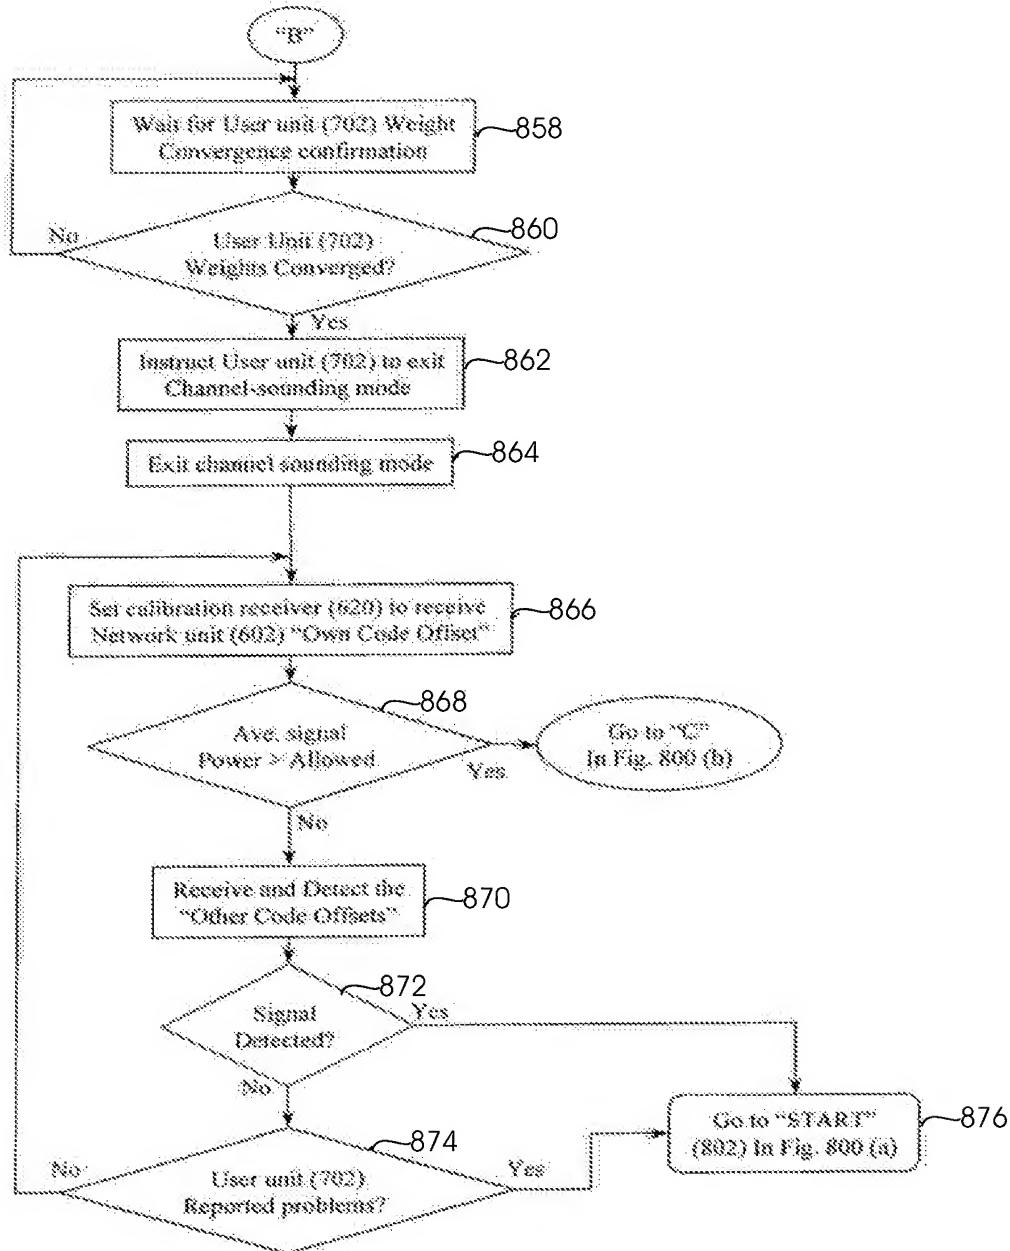 "B"
Wait for User unit (702) Weight
Convergence confirmation
858
860
No
User Unit (702)
Weights Converged?
Yes
Instruct User unit (702) to exit
Channel-sounding mode
862
Exit channel sounding mode
864
Set calibration receiver (620) to receive
Network unit (602) "Own Code Offset"
866
868
Ave. signal
Power > Allowed
Yes
Go to "C"
In Fig. 800 (b)
No
Receive and Detect the
"Other Code Offsets"
870
872
Signal
Detected?
Yes
No
Go to "START"
(802) In Fig. 800 (a)
876
874
No
User unit (702)
Reported problems?
Yes